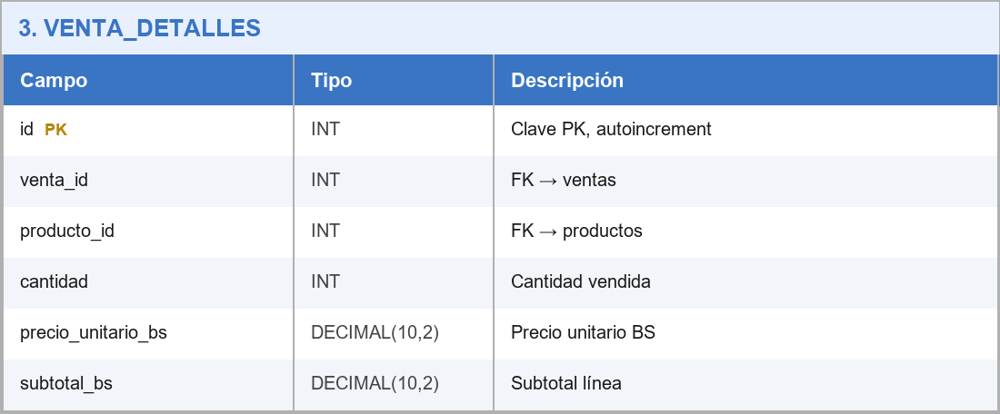 3. VENTA_DETALLES
Campo Tipo Descripción
id PK INT Clave PK, autoincrement
venta_id INT FK → ventas
producto_id INT FK → productos
cantidad INT Cantidad vendida
precio_unitario_bs DECIMAL(10,2) Precio unitario BS
subtotal_bs DECIMAL(10,2) Subtotal línea